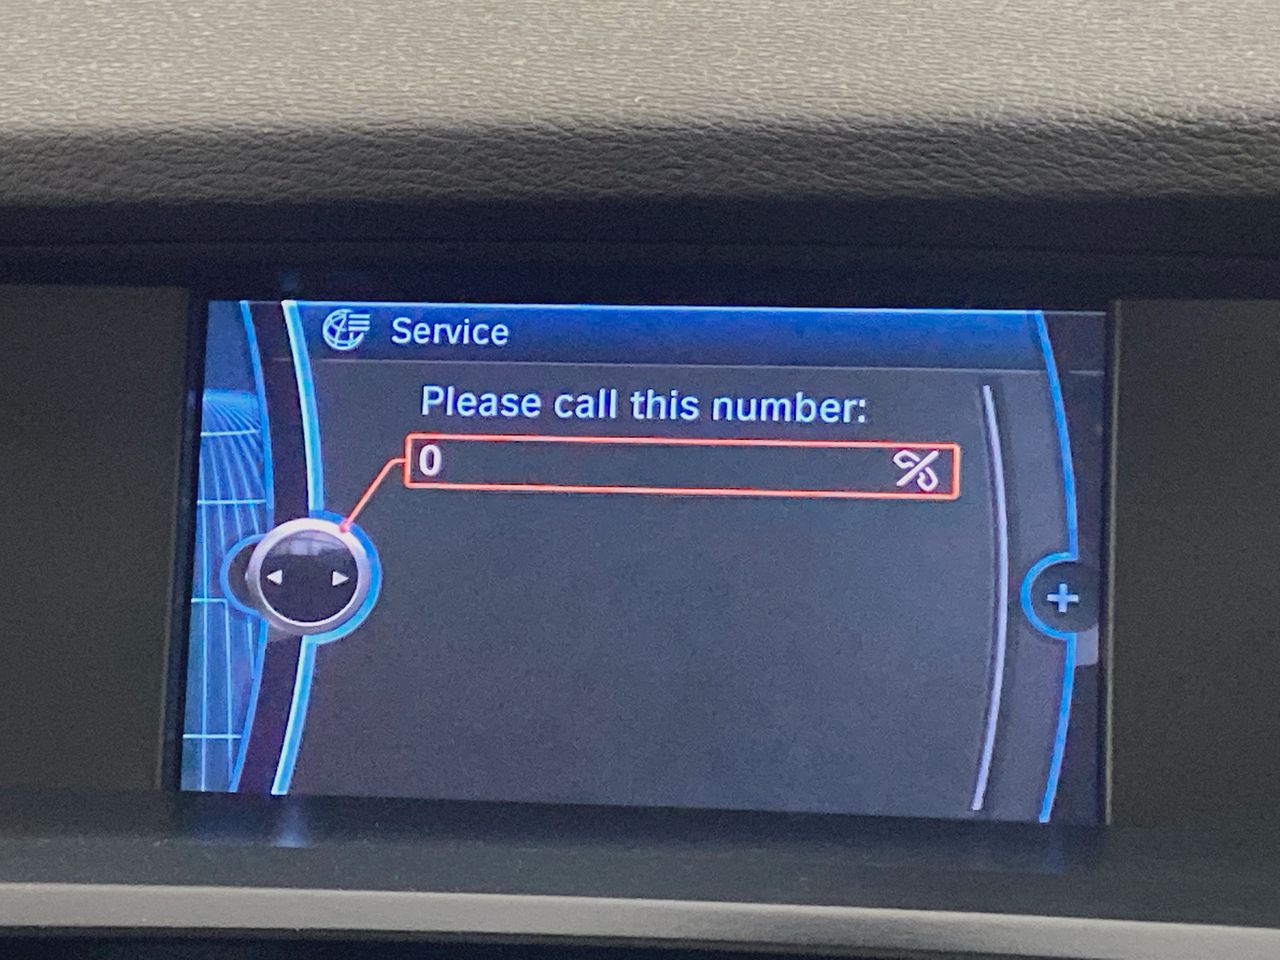 Service
Please call this number:
0
+